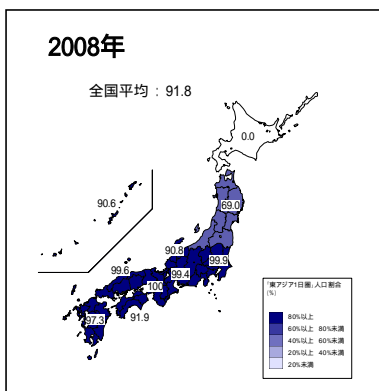 2008年
全国平均：91.8
0.0
90.6
69.0
90.8
99.9
99.6
99.4
100
97.3
91.9
「東アジア1日圏」人口割合
(%)
80%以上
60%以上 80%未満
40%以上 60%未満
20%以上 40%未満
20%未満